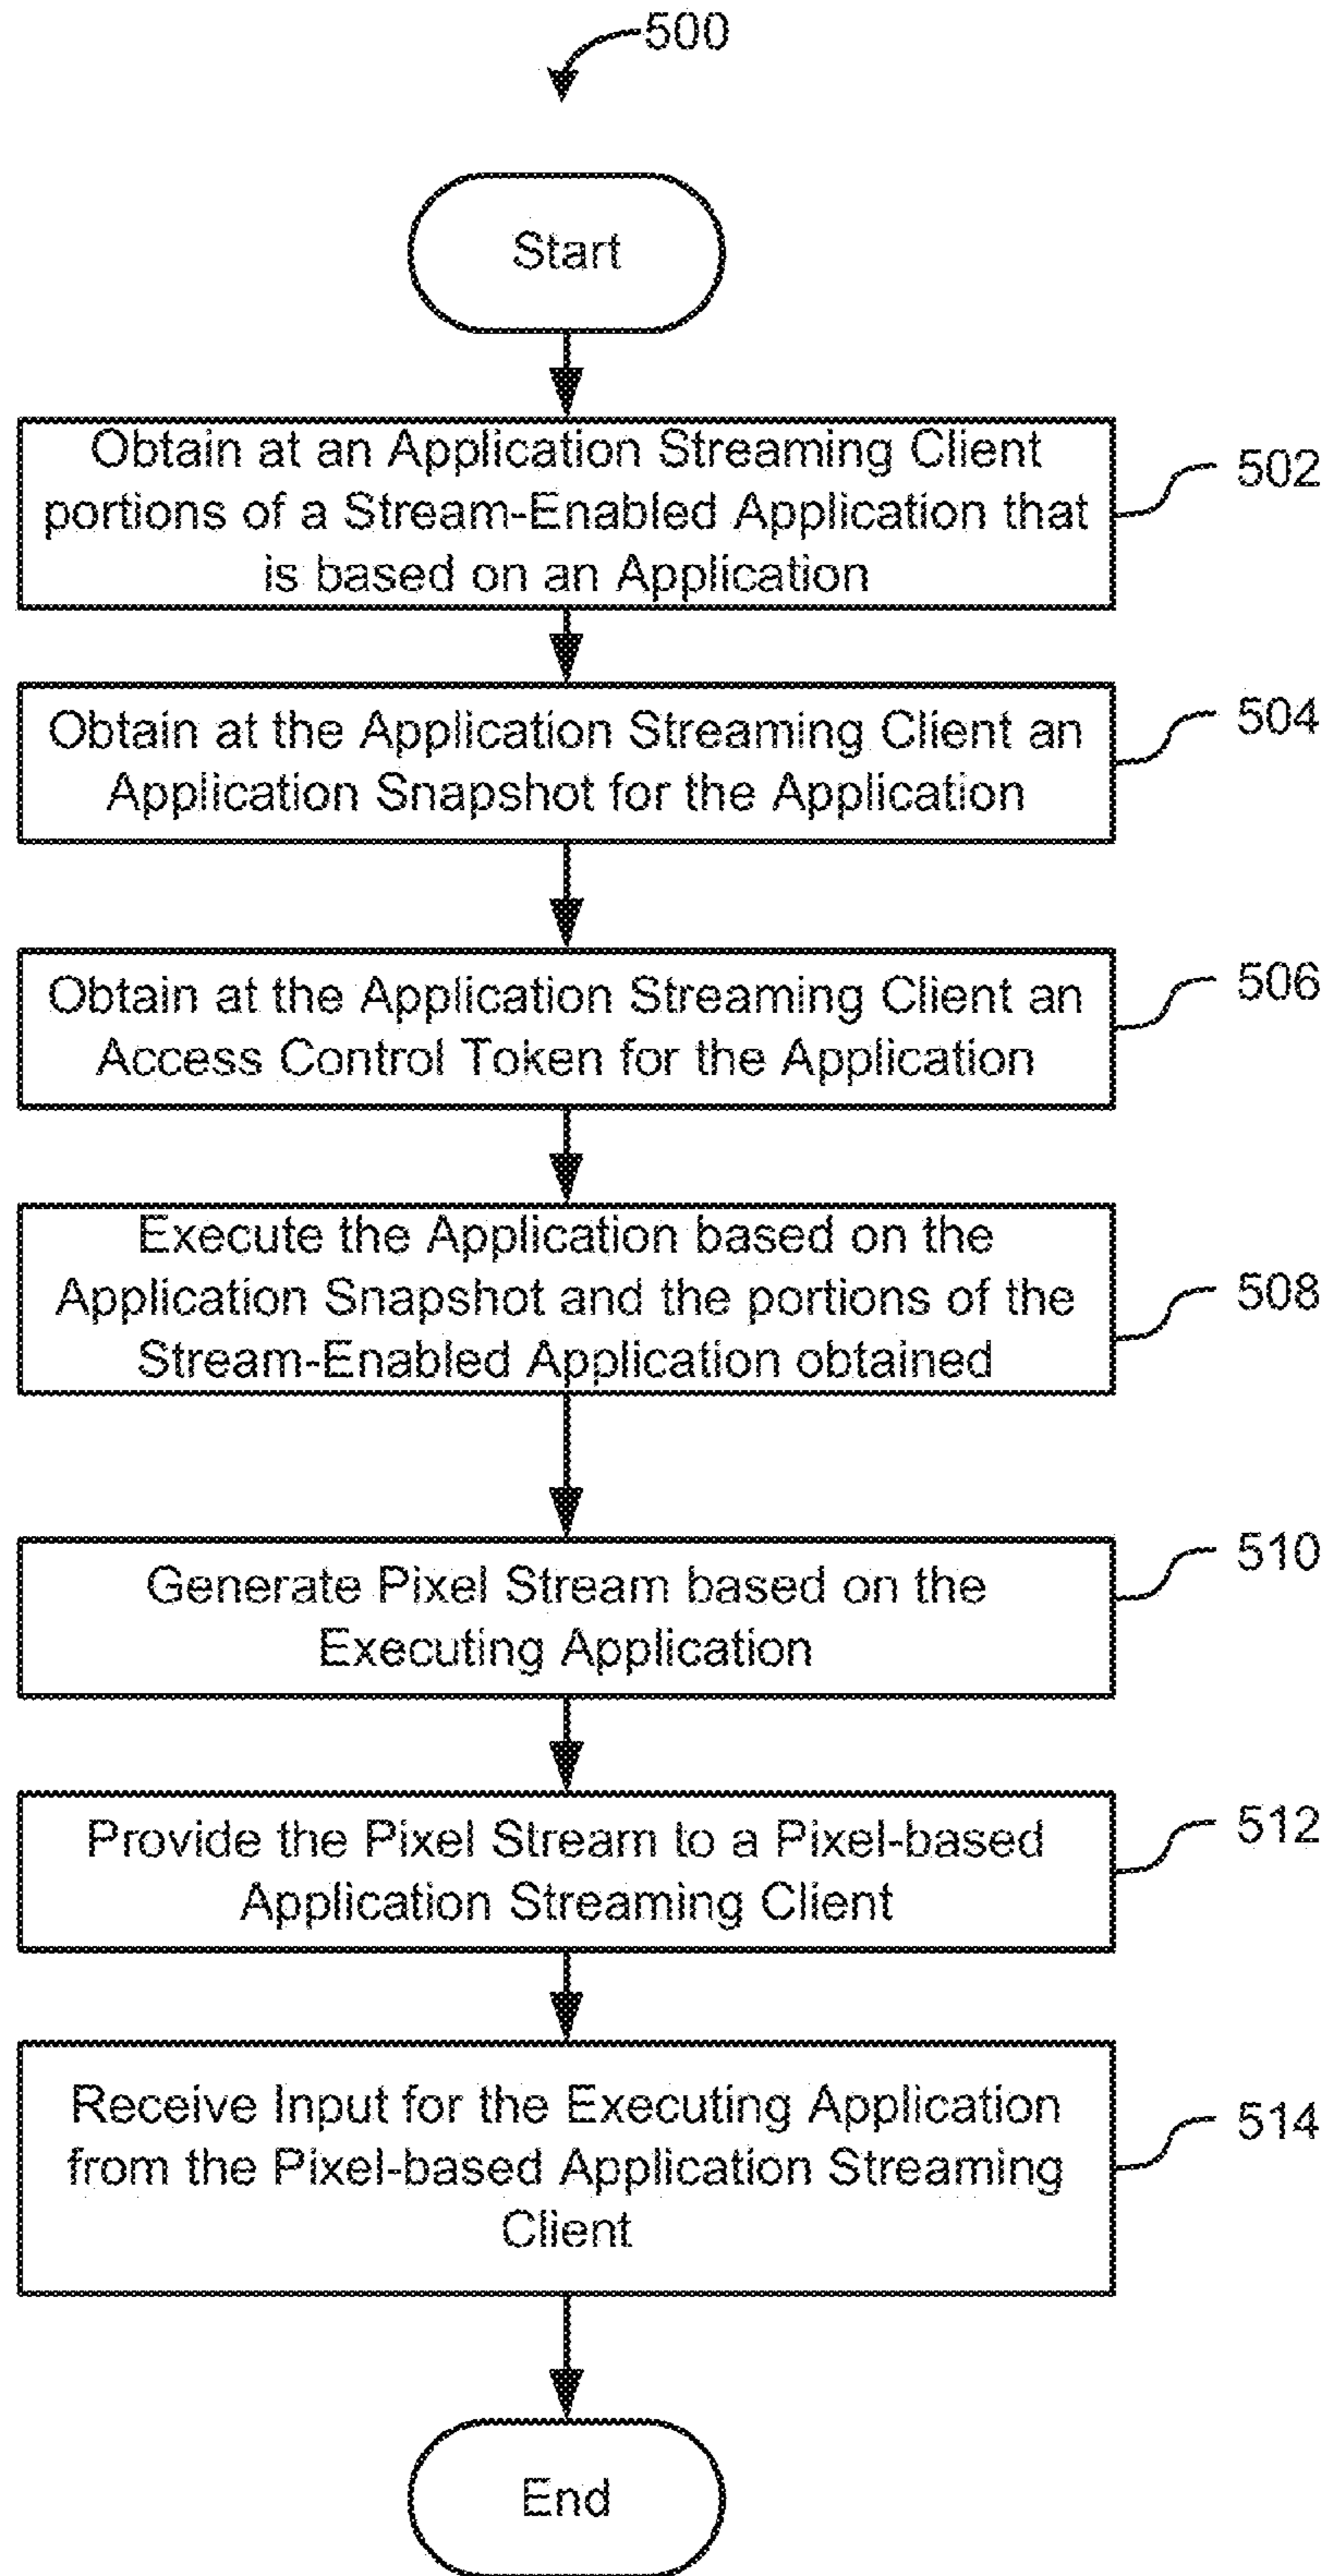 500
Start
Obtain at an Application Streaming Client
portions of a Stream-Enabled Application that
is based on an Application
502
Obtain at the Application Streaming Client an
Application Snapshot for the Application
504
Obtain at the Application Streaming Client an
Access Control Token for the Application
506
Execute the Application based on the
Application Snapshot and the portions of the
Stream-Enabled Application obtained
508
Generate Pixel Stream based on the
Executing Application
510
Provide the Pixel Stream to a Pixel-based
Application Streaming Client
512
Receive Input for the Executing Application
from the Pixel-based Application Streaming
Client
514
End